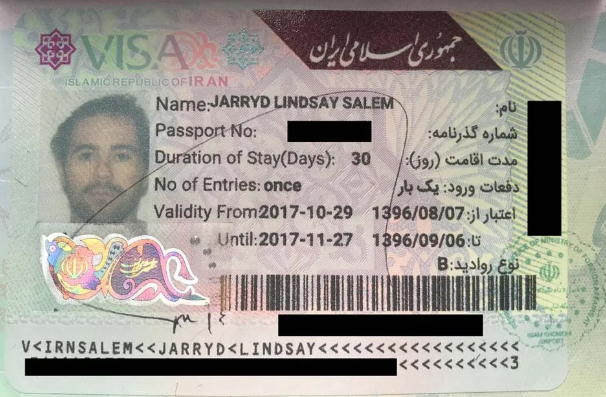 VISA
جمهوری اسلامی ایران
ISLAMIC REPUBLIC OF IRAN
Name: JARRYD LINDSAY SALEM نام:
Passport No: شماره گذرنامه:
Duration of Stay(Days): 30 مدت اقامت (روز):
No of Entries: once دفعات ورود: یک بار
Validity From 2017-10-29 1396/08/07 اعتبار از:
Until: 2017-11-27 1396/09/06 تا:
نوع روادید: B
V<IRNSALEM<<JARRYD<LINDSAY<<<<<<<<<<<<<<<<<<
<<<<<<<<<<3